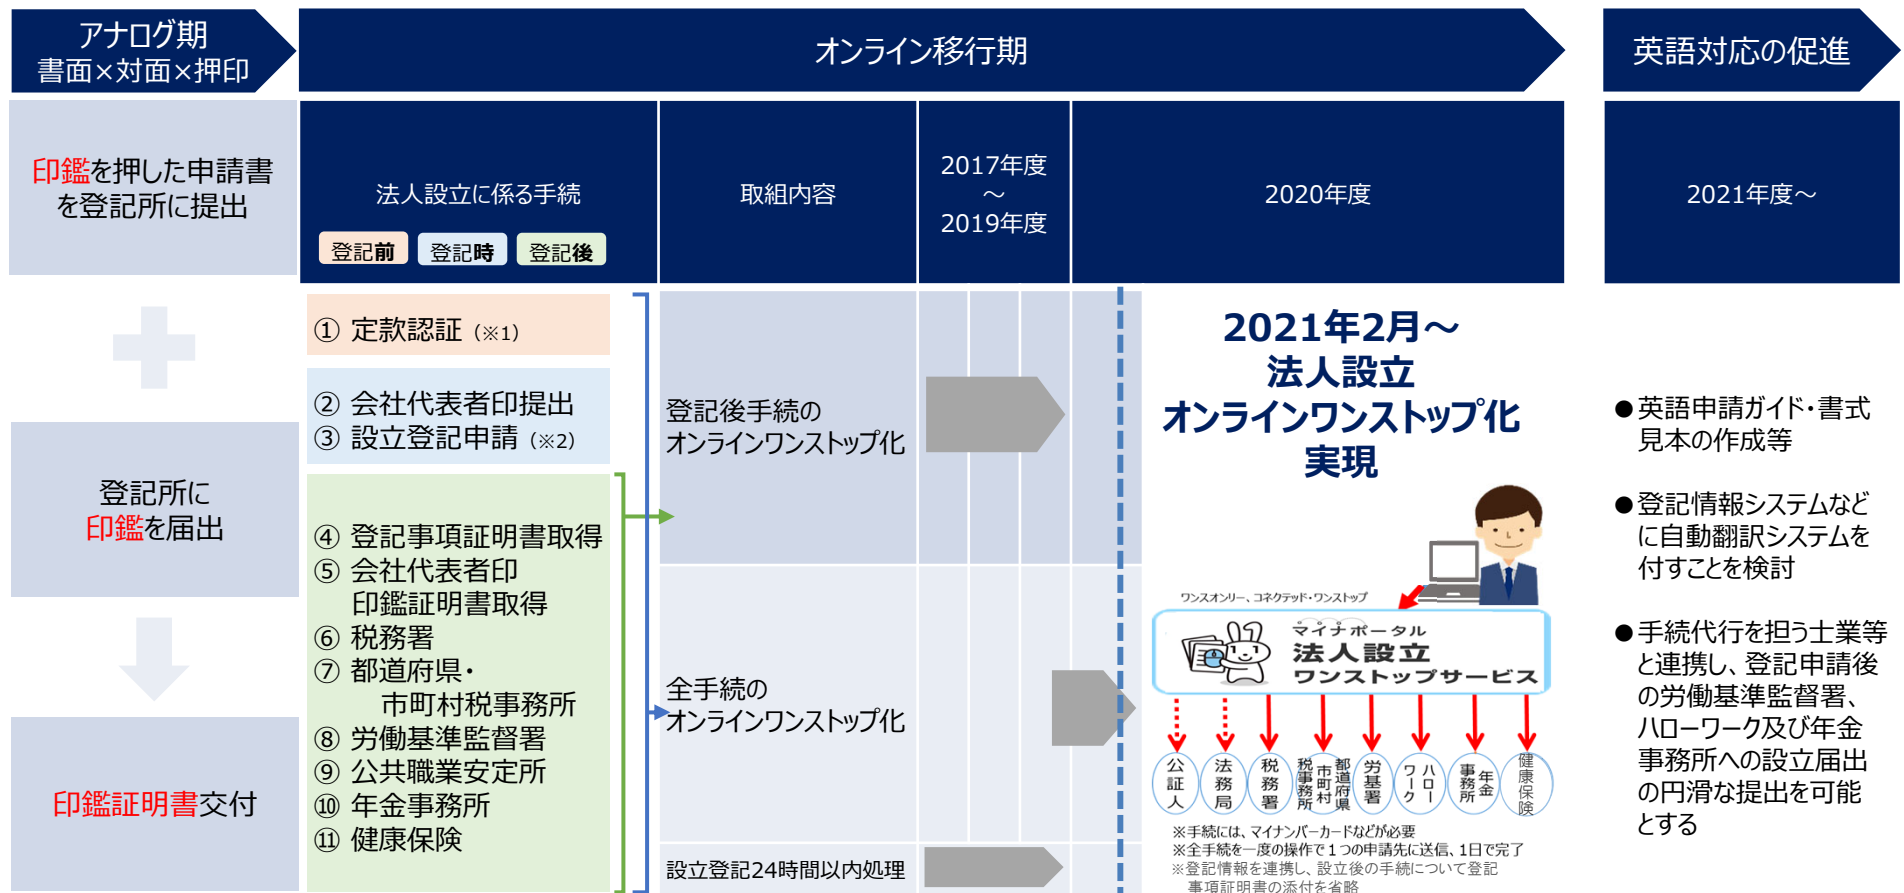 アナログ期
書面×対面×押印
オンライン移行期
英語対応の促進
印鑑を押した申請書
を登記所に提出
法人設立に係る手続
登記前 登記時 登記後
取組内容
2017年度
～
2019年度
2020年度
2021年度～
登記所に
印鑑を届出
印鑑証明書交付
① 定款認証（※1）
② 会社代表者印提出
③ 設立登記申請（※2）
④ 登記事項証明書取得
⑤ 会社代表者印
印鑑証明書取得
⑥ 税務署
⑦ 都道府県・
市町村税事務所
⑧ 労働基準監督署
⑨ 公共職業安定所
⑩ 年金事務所
⑪ 健康保険
登記後手続の
オンラインワンストップ化
全手続の
オンラインワンストップ化
設立登記24時間以内処理
2021年2月～
法人設立
オンラインワンストップ化
実現
ワンスオンリー、コネクテッド・ワンストップ
マイナポータル
法人設立
ワンストップサービス
公証人
法務局
税務署
都道府県
市町村
税事務所
労基署
ハロー
ワーク
年金
事務所
健康保険
※手続には、マイナンバーカードなどが必要
※全手続を一度の操作で１つの申請先に送信、1日で完了
※登記情報を連携し、設立後の手続について登記
事項証明書の添付を省略
●英語申請ガイド・書式
見本の作成等
●登記情報システムなど
に自動翻訳システムを
付すことを検討
●手続代行を担う士業等
と連携し、登記申請後
の労働基準監督署、
ハローワーク及び年金
事務所への設立届出
の円滑な提出を可能
とする